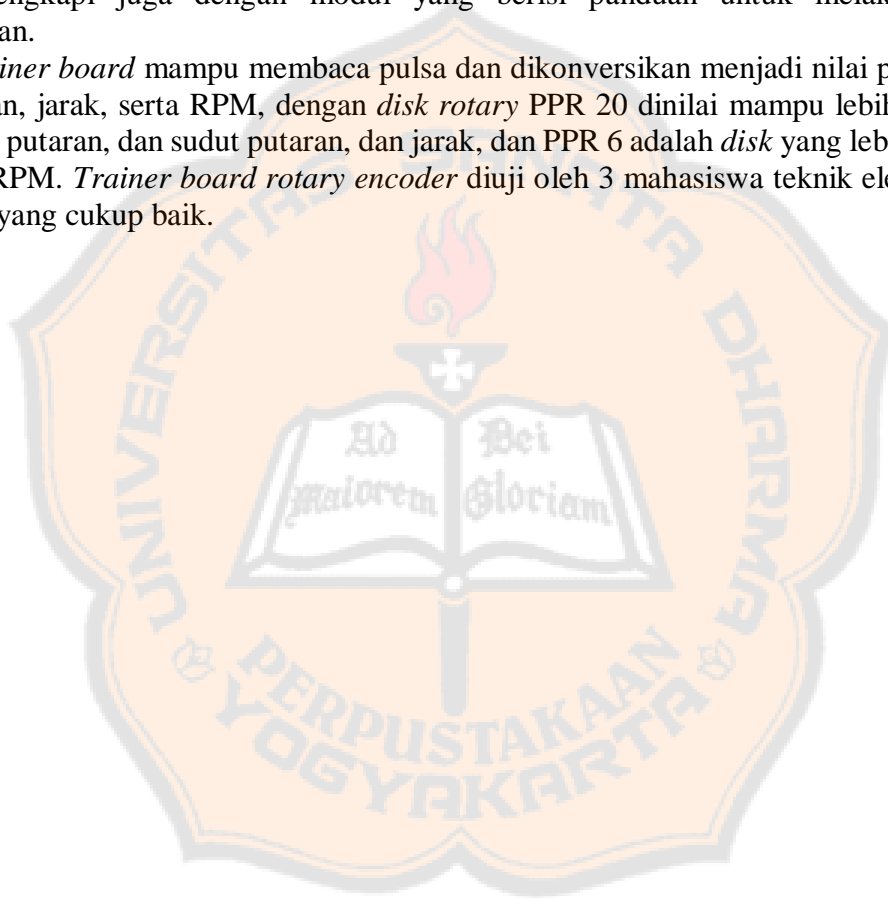 engkapi juga dengan modul yang berisi panduan untuk melak
an.
iner board mampu membaca pulsa dan dikonversikan menjadi nilai p
an, jarak, serta RPM, dengan disk rotary PPR 20 dinilai mampu lebih
putaran, dan sudut putaran, dan jarak, dan PPR 6 adalah disk yang leb
RPM. Trainer board rotary encoder diuji oleh 3 mahasiswa teknik ele
yang cukup baik.
UNIVERSITAS SANATA DHARMA
Ad Dei
maiorem Gloriam
PERPUSTAKAAN
YOGYAKARTA